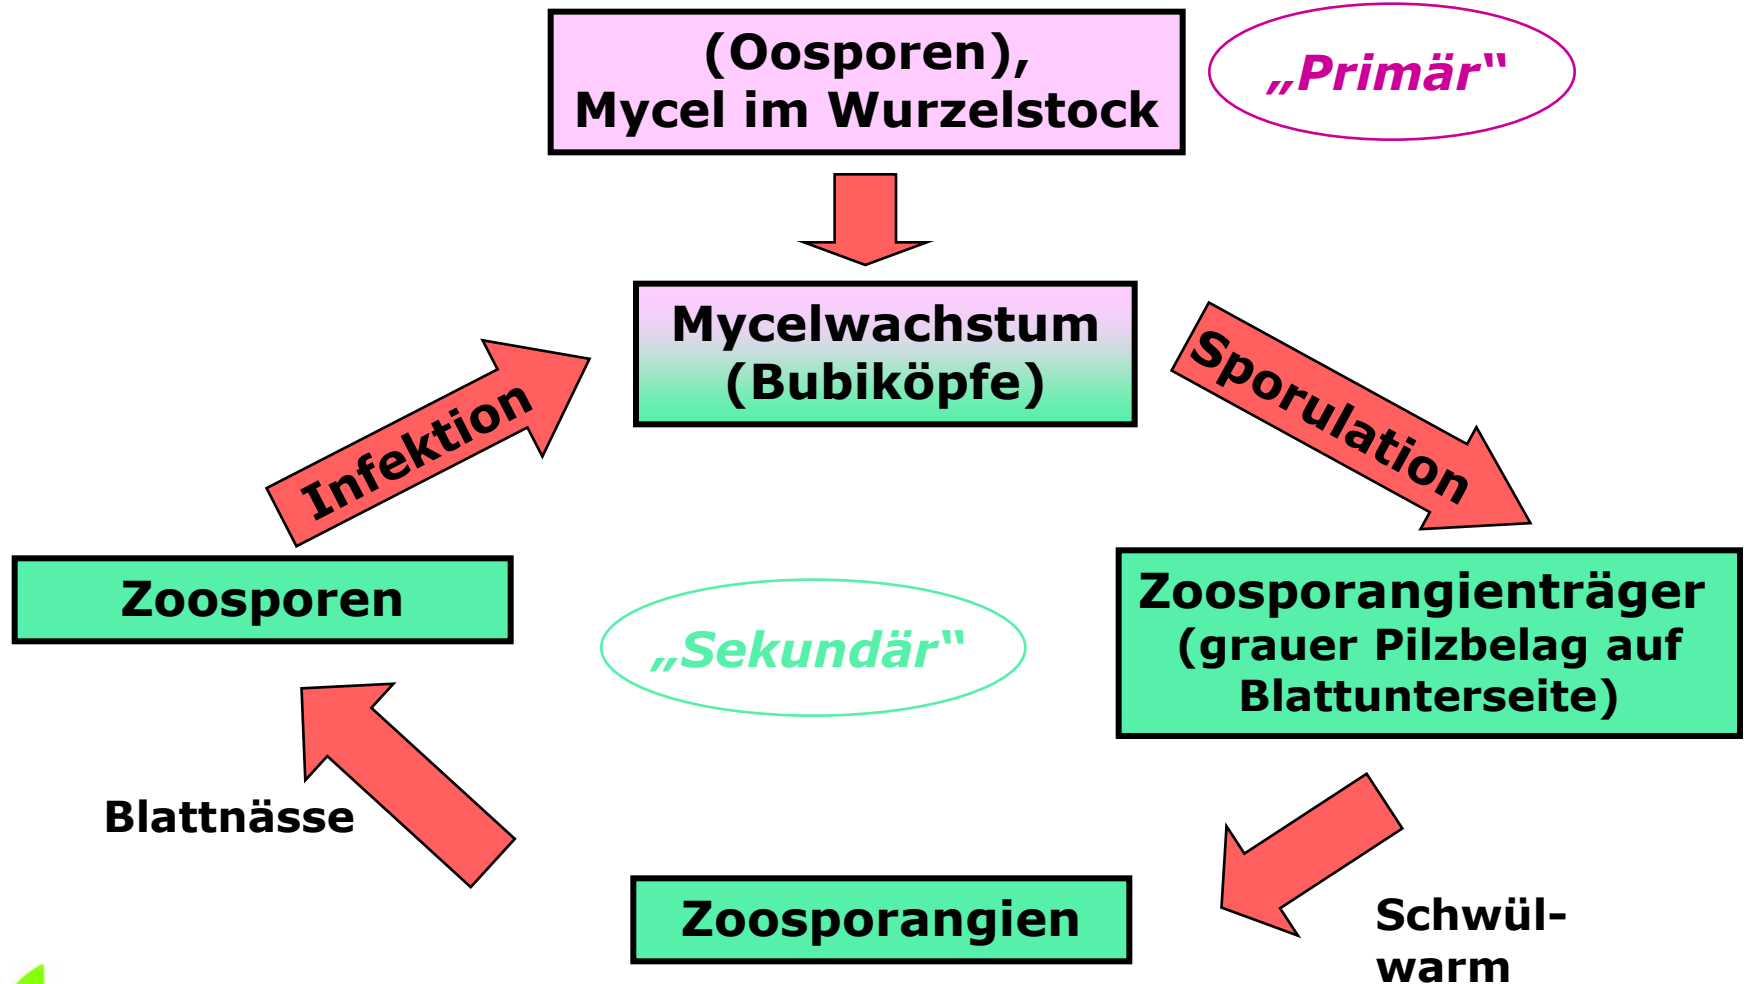 (Oosporen),
Mycel im Wurzelstock
„Primär“
Mycelwachstum
(Bubiköpfe)
Infektion
Sporulation
Zoosporen
„Sekundär“
Zoosporangienträger
(grauer Pilzbelag auf
Blattunterseite)
Blattnässe
Zoosporangien
Schwül-
warm